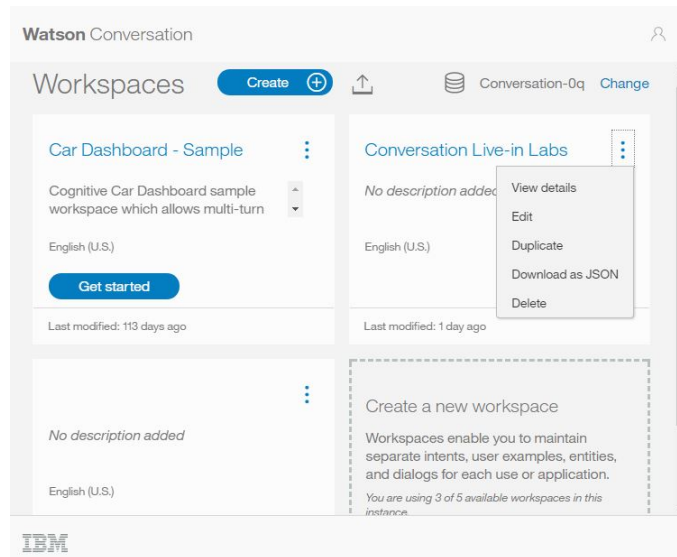 Watson Conversation
Workspaces
Create
Conversation-0q Change
Car Dashboard - Sample
Cognitive Car Dashboard sample
workspace which allows multi-turn
English (U.S.)
Get started
Last modified: 113 days ago
Conversation Live-in Labs
No description added
English (U.S.)
Last modified: 1 day ago
View details
Edit
Duplicate
Download as JSON
Delete
No description added
English (U.S.)
Create a new workspace
Workspaces enable you to maintain
separate intents, user examples, entities,
and dialogs for each use or application.
You are using 3 of 5 available workspaces in this
instance.
IBM